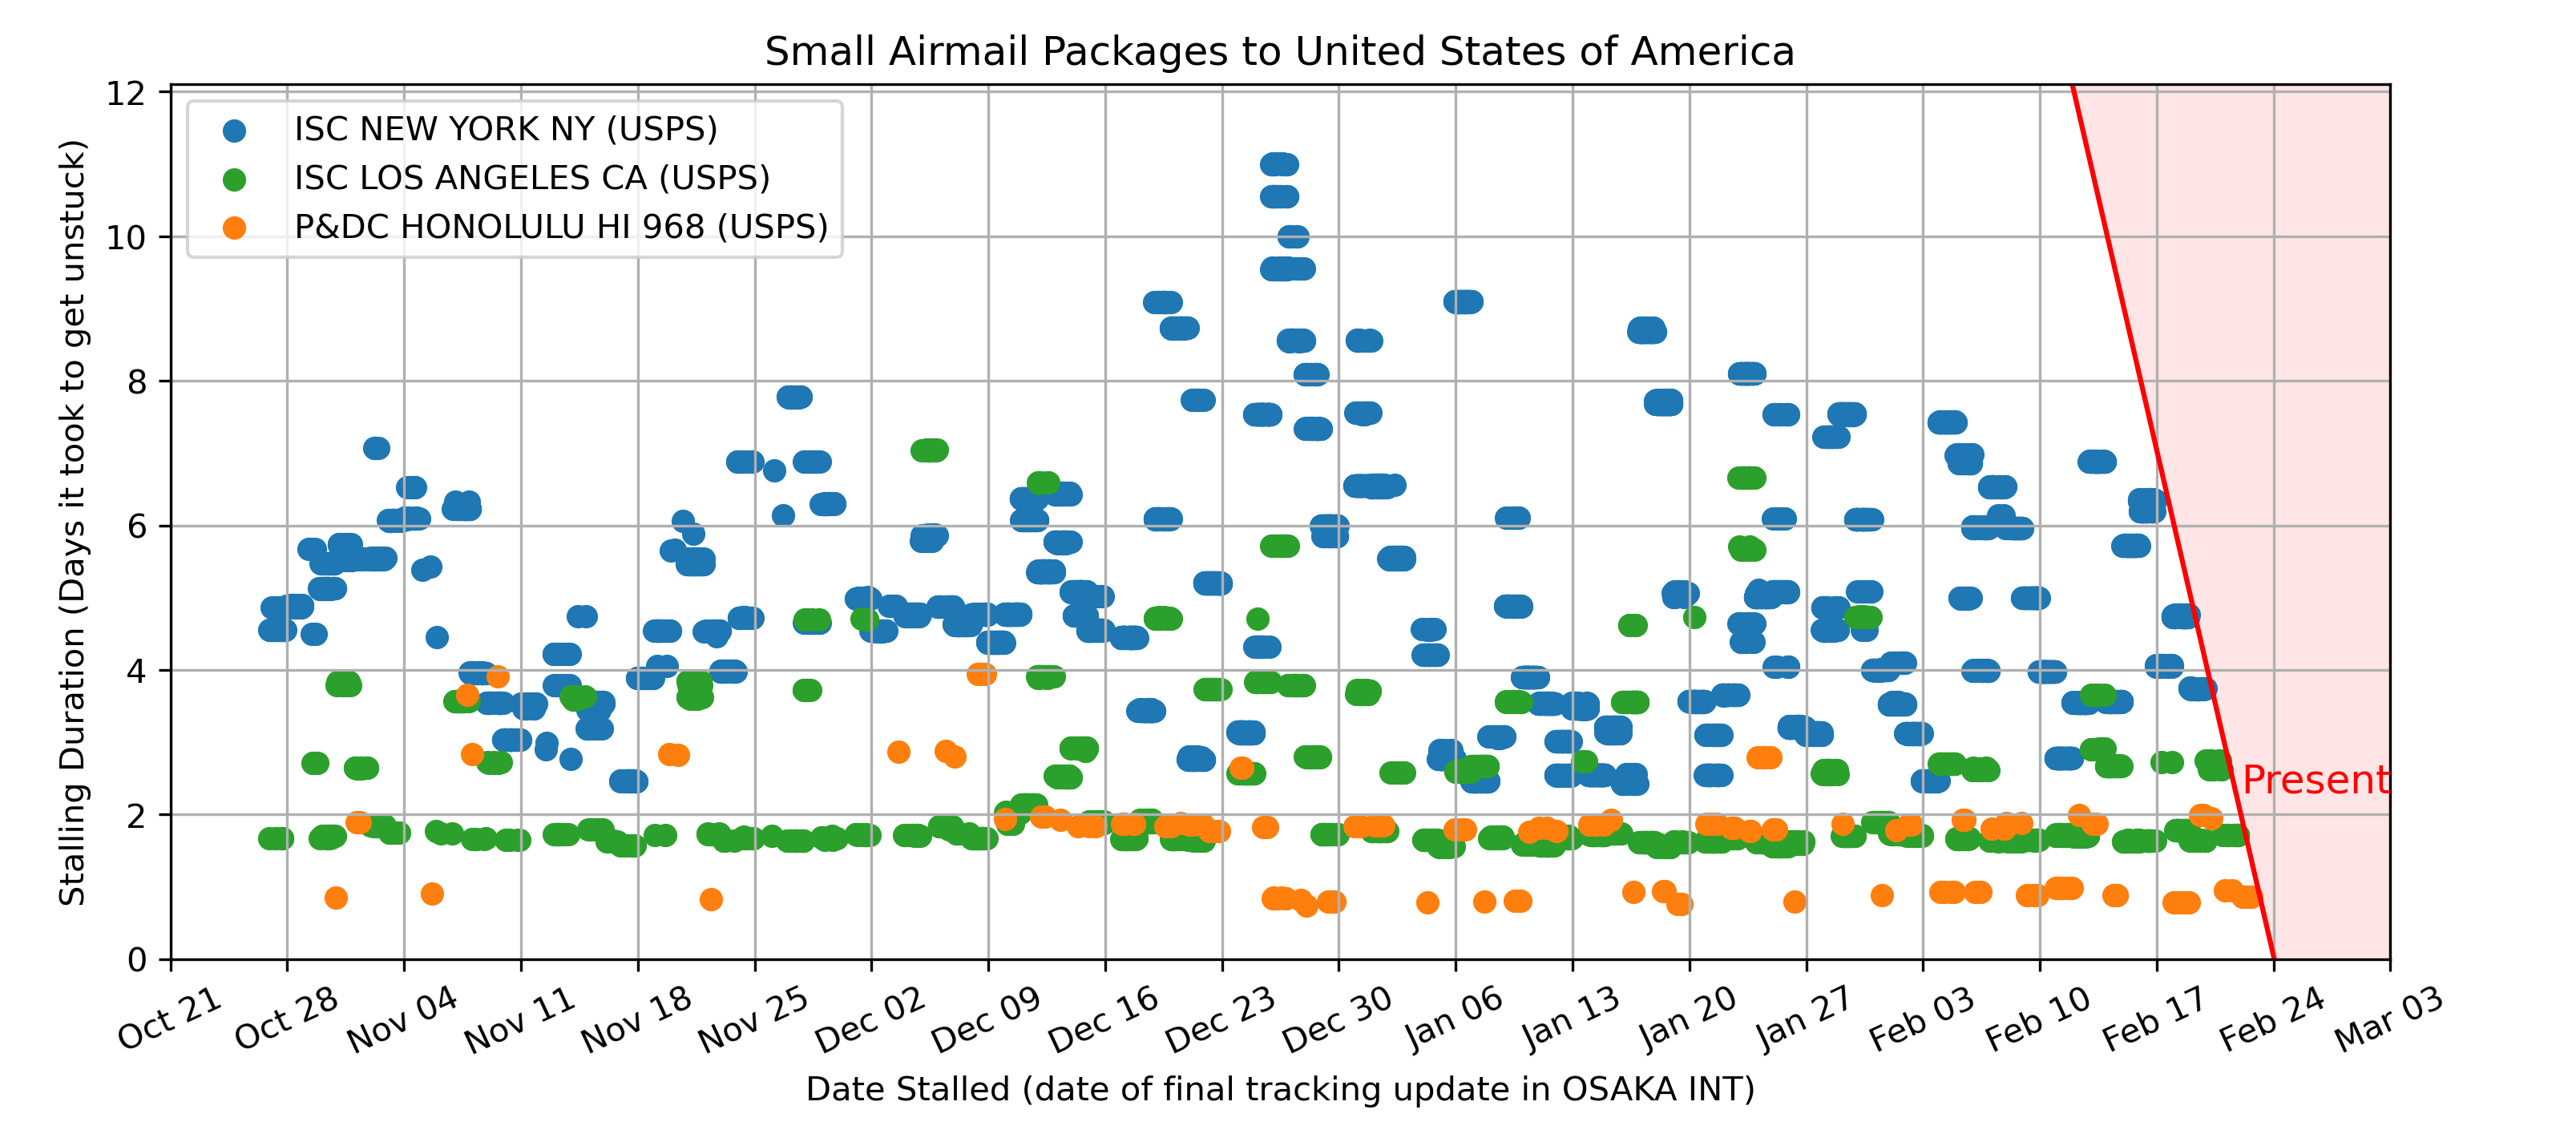 Small Airmail Packages to United States of America
12
10
8
6
4
2
0
Stalling Duration (Days it took to get unstuck)
ISC NEW YORK NY (USPS)
ISC LOS ANGELES CA (USPS)
P&DC HONOLULU HI 968 (USPS)
Present
Oct 21 Oct 28 Nov 04 Nov 11 Nov 18 Nov 25 Dec 02 Dec 09 Dec 16 Dec 23 Dec 30 Jan 06 Jan 13 Jan 20 Jan 27 Feb 03 Feb 10 Feb 17 Feb 24 Mar 03
Date Stalled (date of final tracking update in OSAKA INT)